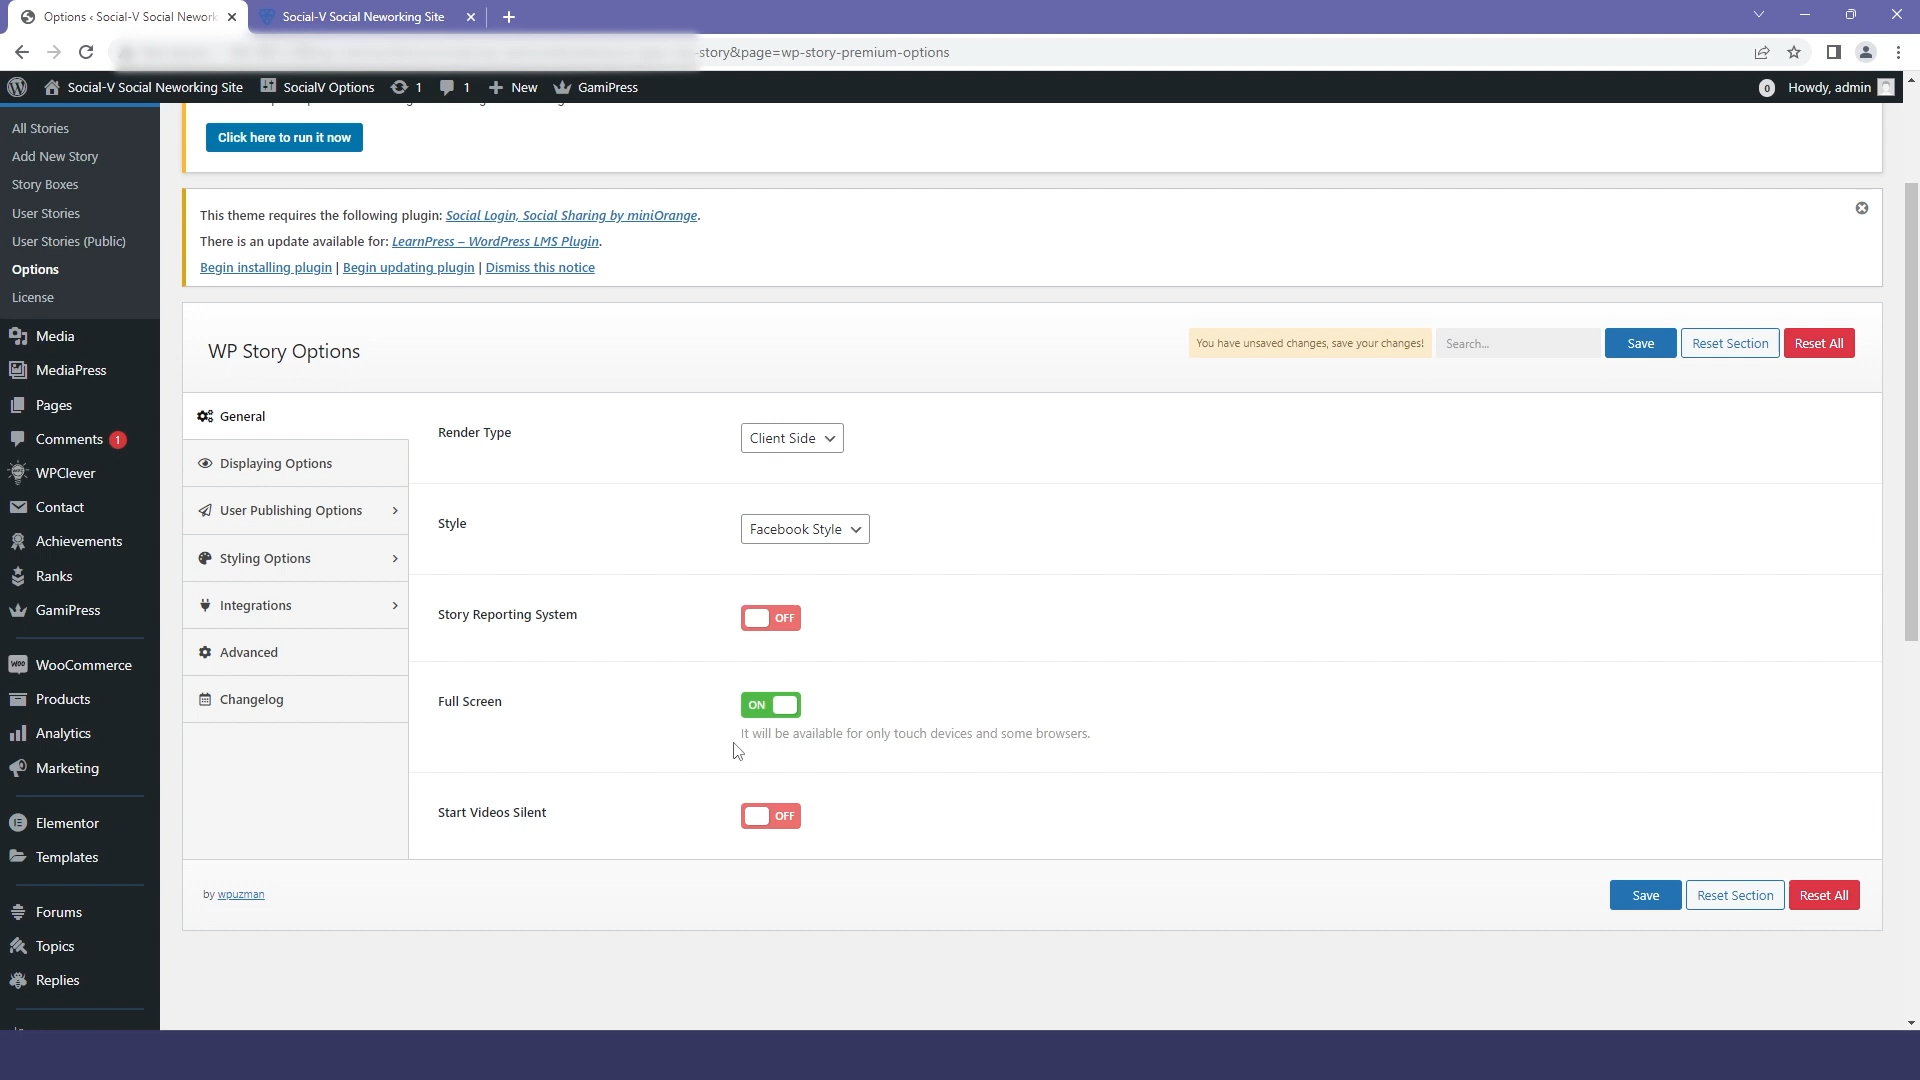 Options ‹ Social-V Social Nework
Social-V Social Neworking Site
-story&page=wp-story-premium-options
Social-V Social Neworking Site
SocialV Options
1
1
New
GamiPress
0
Howdy, admin
All Stories
Add New Story
Story Boxes
User Stories
User Stories (Public)
Options
License
Media
MediaPress
Pages
Comments 1
WPClever
Contact
Achievements
Ranks
GamiPress
WooCommerce
Products
Analytics
Marketing
Elementor
Templates
Forums
Topics
Replies
Click here to run it now
This theme requires the following plugin: Social Login, Social Sharing by miniOrange.
There is an update available for: LearnPress – WordPress LMS Plugin.
Begin installing plugin | Begin updating plugin | Dismiss this notice
WP Story Options
You have unsaved changes, save your changes!
Search...
Save
Reset Section
Reset All
General
Displaying Options
User Publishing Options
Styling Options
Integrations
Advanced
Changelog
Render Type
Client Side
Style
Facebook Style
Story Reporting System
OFF
Full Screen
ON
It will be available for only touch devices and some browsers.
Start Videos Silent
OFF
by wpuzman
Save
Reset Section
Reset All